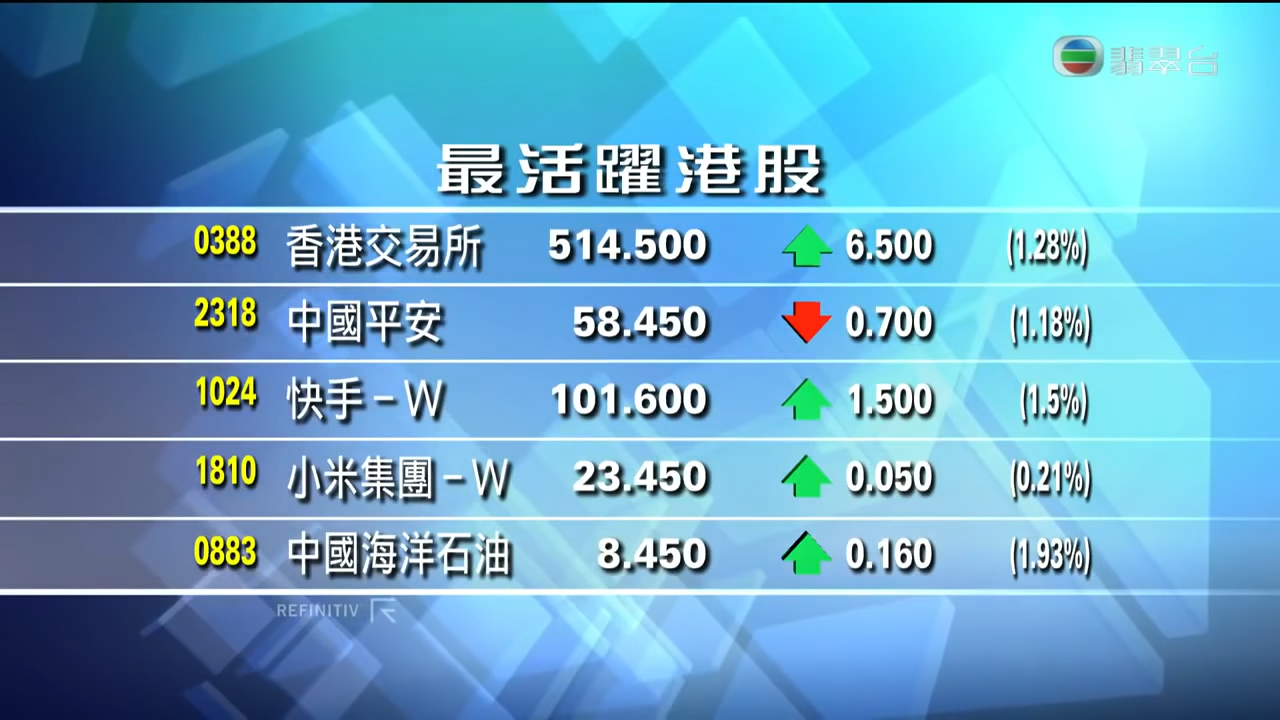 翡翠台
最活躍港股
0388 香港交易所 514.500 6.500 (1.28%)
2318 中國平安 58.450 0.700 (1.18%)
1024 快手-W 101.600 1.500 (1.5%)
1810 小米集團-W 23.450 0.050 (0.21%)
0883 中國海洋石油 8.450 0.160 (1.93%)
REFINITIV